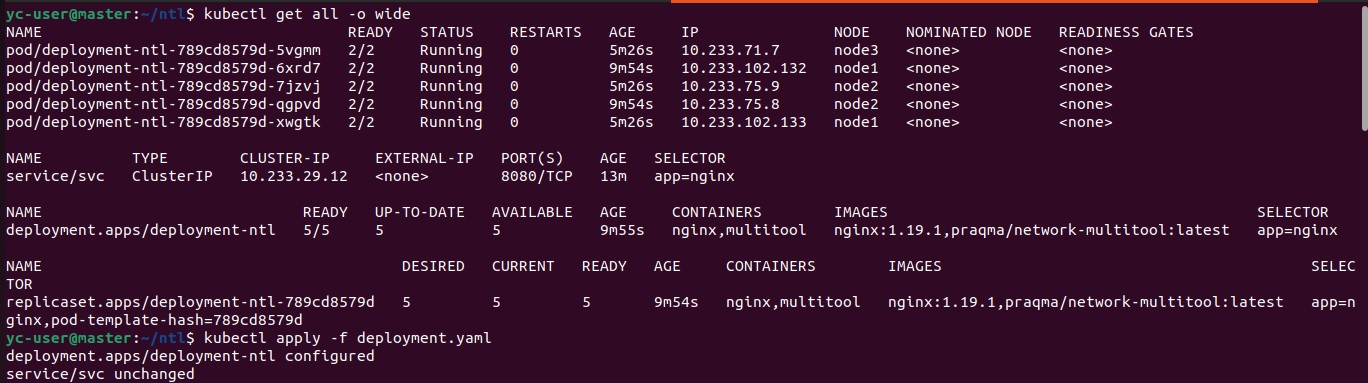 yc-user@master:~/ntl$ kubectl get all -o wide
NAME                                  READY   STATUS    RESTARTS   AGE     IP               NODE    NOMINATED NODE   READINESS GATES
pod/deployment-ntl-789cd8579d-5vgmm   2/2     Running   0          5m26s   10.233.71.7      node3   <none>           <none>
pod/deployment-ntl-789cd8579d-6xrd7   2/2     Running   0          9m54s   10.233.102.132   node1   <none>           <none>
pod/deployment-ntl-789cd8579d-7jzvj   2/2     Running   0          5m26s   10.233.75.9      node2   <none>           <none>
pod/deployment-ntl-789cd8579d-qgpvd   2/2     Running   0          9m54s   10.233.75.8      node2   <none>           <none>
pod/deployment-ntl-789cd8579d-xwgtk   2/2     Running   0          5m26s   10.233.102.133   node1   <none>           <none>
NAME          TYPE        CLUSTER-IP     EXTERNAL-IP   PORT(S)    AGE   SELECTOR
service/svc   ClusterIP   10.233.29.12   <none>        8080/TCP   13m   app=nginx
NAME                             READY   UP-TO-DATE   AVAILABLE   AGE     CONTAINERS        IMAGES                                         SELECTOR
deployment.apps/deployment-ntl   5/5     5            5           9m55s   nginx,multitool   nginx:1.19.1,praqma/network-multitool:latest   app=nginx
NAME                                        DESIRED   CURRENT   READY   AGE     CONTAINERS        IMAGES                                         SELEC
TOR
replicaset.apps/deployment-ntl-789cd8579d   5         5         5       9m54s   nginx,multitool   nginx:1.19.1,praqma/network-multitool:latest   app=n
ginx,pod-template-hash=789cd8579d
yc-user@master:~/ntl$ kubectl apply -f deployment.yaml
deployment.apps/deployment-ntl configured
service/svc unchanged